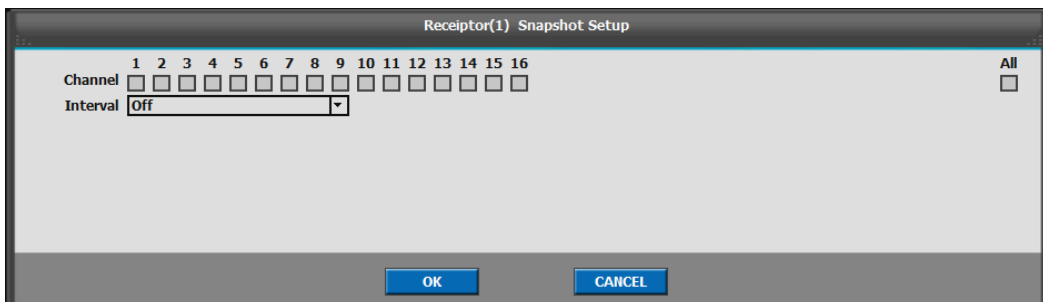 Receiptor(1) Snapshot Setup
1 2 3 4 5 6 7 8 9 10 11 12 13 14 15 16 All
Channel
Interval Off
OK CANCEL